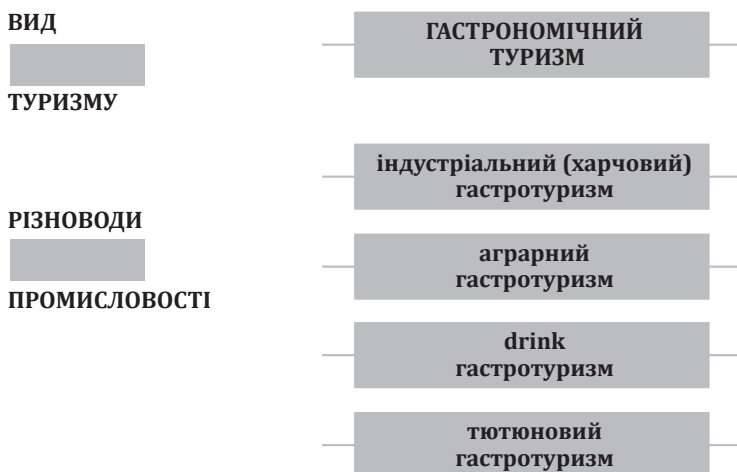 ВИД
ТУРИЗМУ
ГАСТРОНОМІЧНИЙ
ТУРИЗМ
РІЗНОВОДИ
ПРОМИСЛОВОСТІ
індустріальний (харчовий)
гастротуризм
аграрний
гастротуризм
drink
гастротуризм
тютюновий
гастротуризм